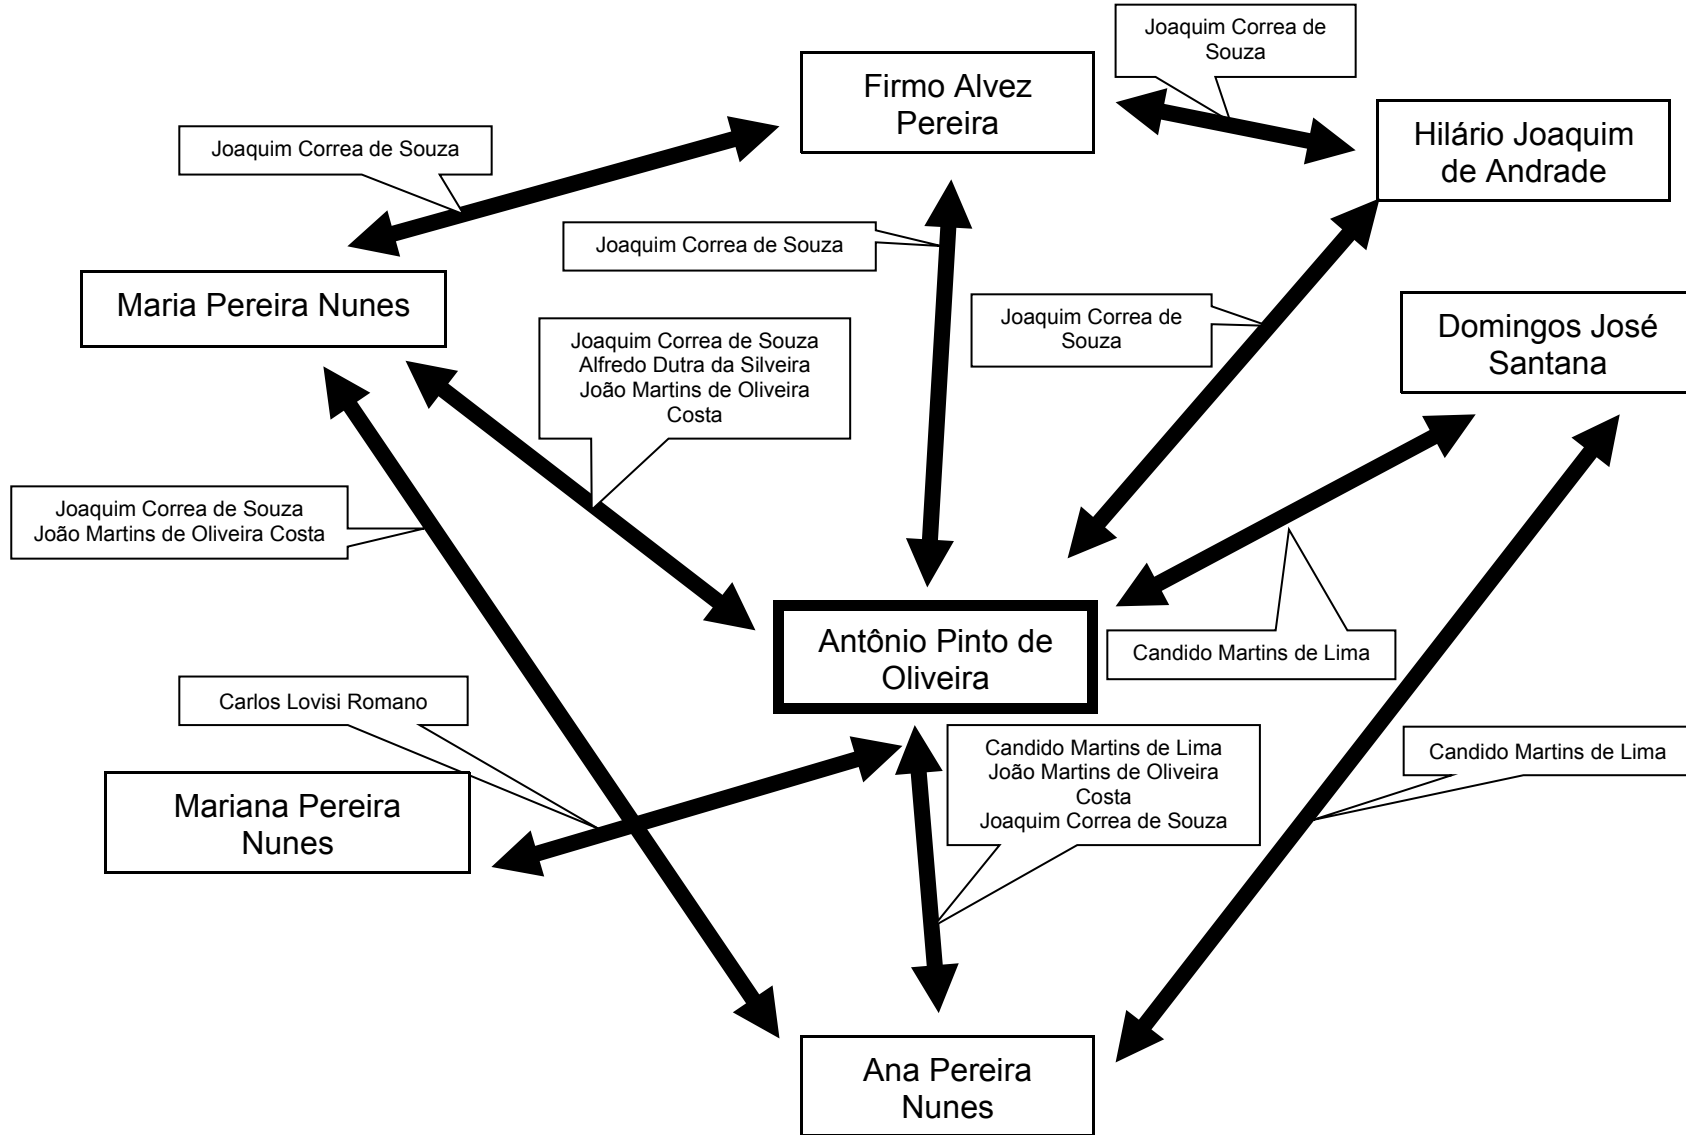 Joaquim Correa de
Souza
Firmo Alvez
Pereira
Hilário Joaquim
de Andrade
Joaquim Correa de Souza
Joaquim Correa de Souza
Maria Pereira Nunes
Joaquim Correa de
Souza
Domingos José
Santana
Joaquim Correa de Souza
Alfredo Dutra da Silveira
João Martins de Oliveira
Costa
Joaquim Correa de Souza
João Martins de Oliveira Costa
Antônio Pinto de
Oliveira
Candido Martins de Lima
Carlos Lovisi Romano
Candido Martins de Lima
João Martins de Oliveira
Costa
Joaquim Correa de Souza
Candido Martins de Lima
Mariana Pereira
Nunes
Ana Pereira
Nunes